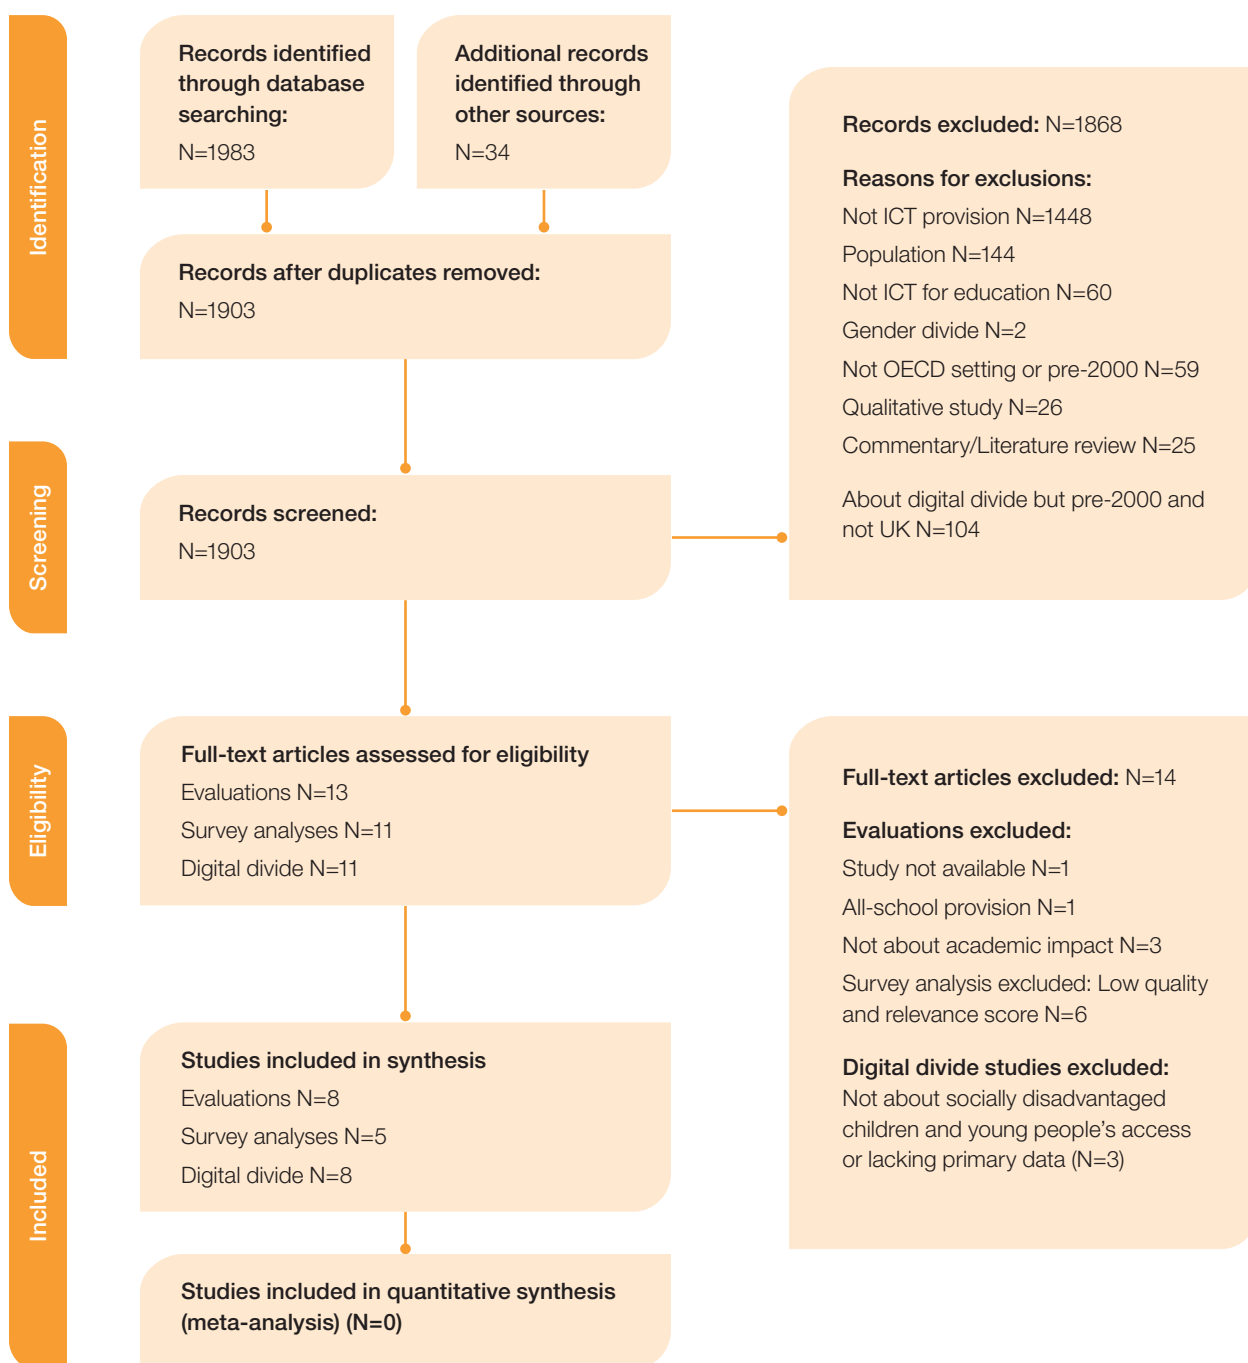 Identification
Records identified
through database
searching:
N=1983
Additional records
identified through
other sources:
N=34
Records after duplicates removed:
N=1903
Screening
Records screened:
N=1903
Records excluded: N=1868
Reasons for exclusions:
Not ICT provision N=1448
Population N=144
Not ICT for education N=60
Gender divide N=2
Not OECD setting or pre-2000 N=59
Qualitative study N=26
Commentary/Literature review N=25
About digital divide but pre-2000 and
not UK N=104
Eligibility
Full-text articles assessed for eligibility
Evaluations N=13
Survey analyses N=11
Digital divide N=11
Full-text articles excluded: N=14
Evaluations excluded:
Study not available N=1
All-school provision N=1
Not about academic impact N=3
Survey analysis excluded: Low quality
and relevance score N=6
Digital divide studies excluded:
Not about socially disadvantaged
children and young people’s access
or lacking primary data (N=3)
Included
Studies included in synthesis
Evaluations N=8
Survey analyses N=5
Digital divide N=8
Studies included in quantitative synthesis
(meta-analysis) (N=0)